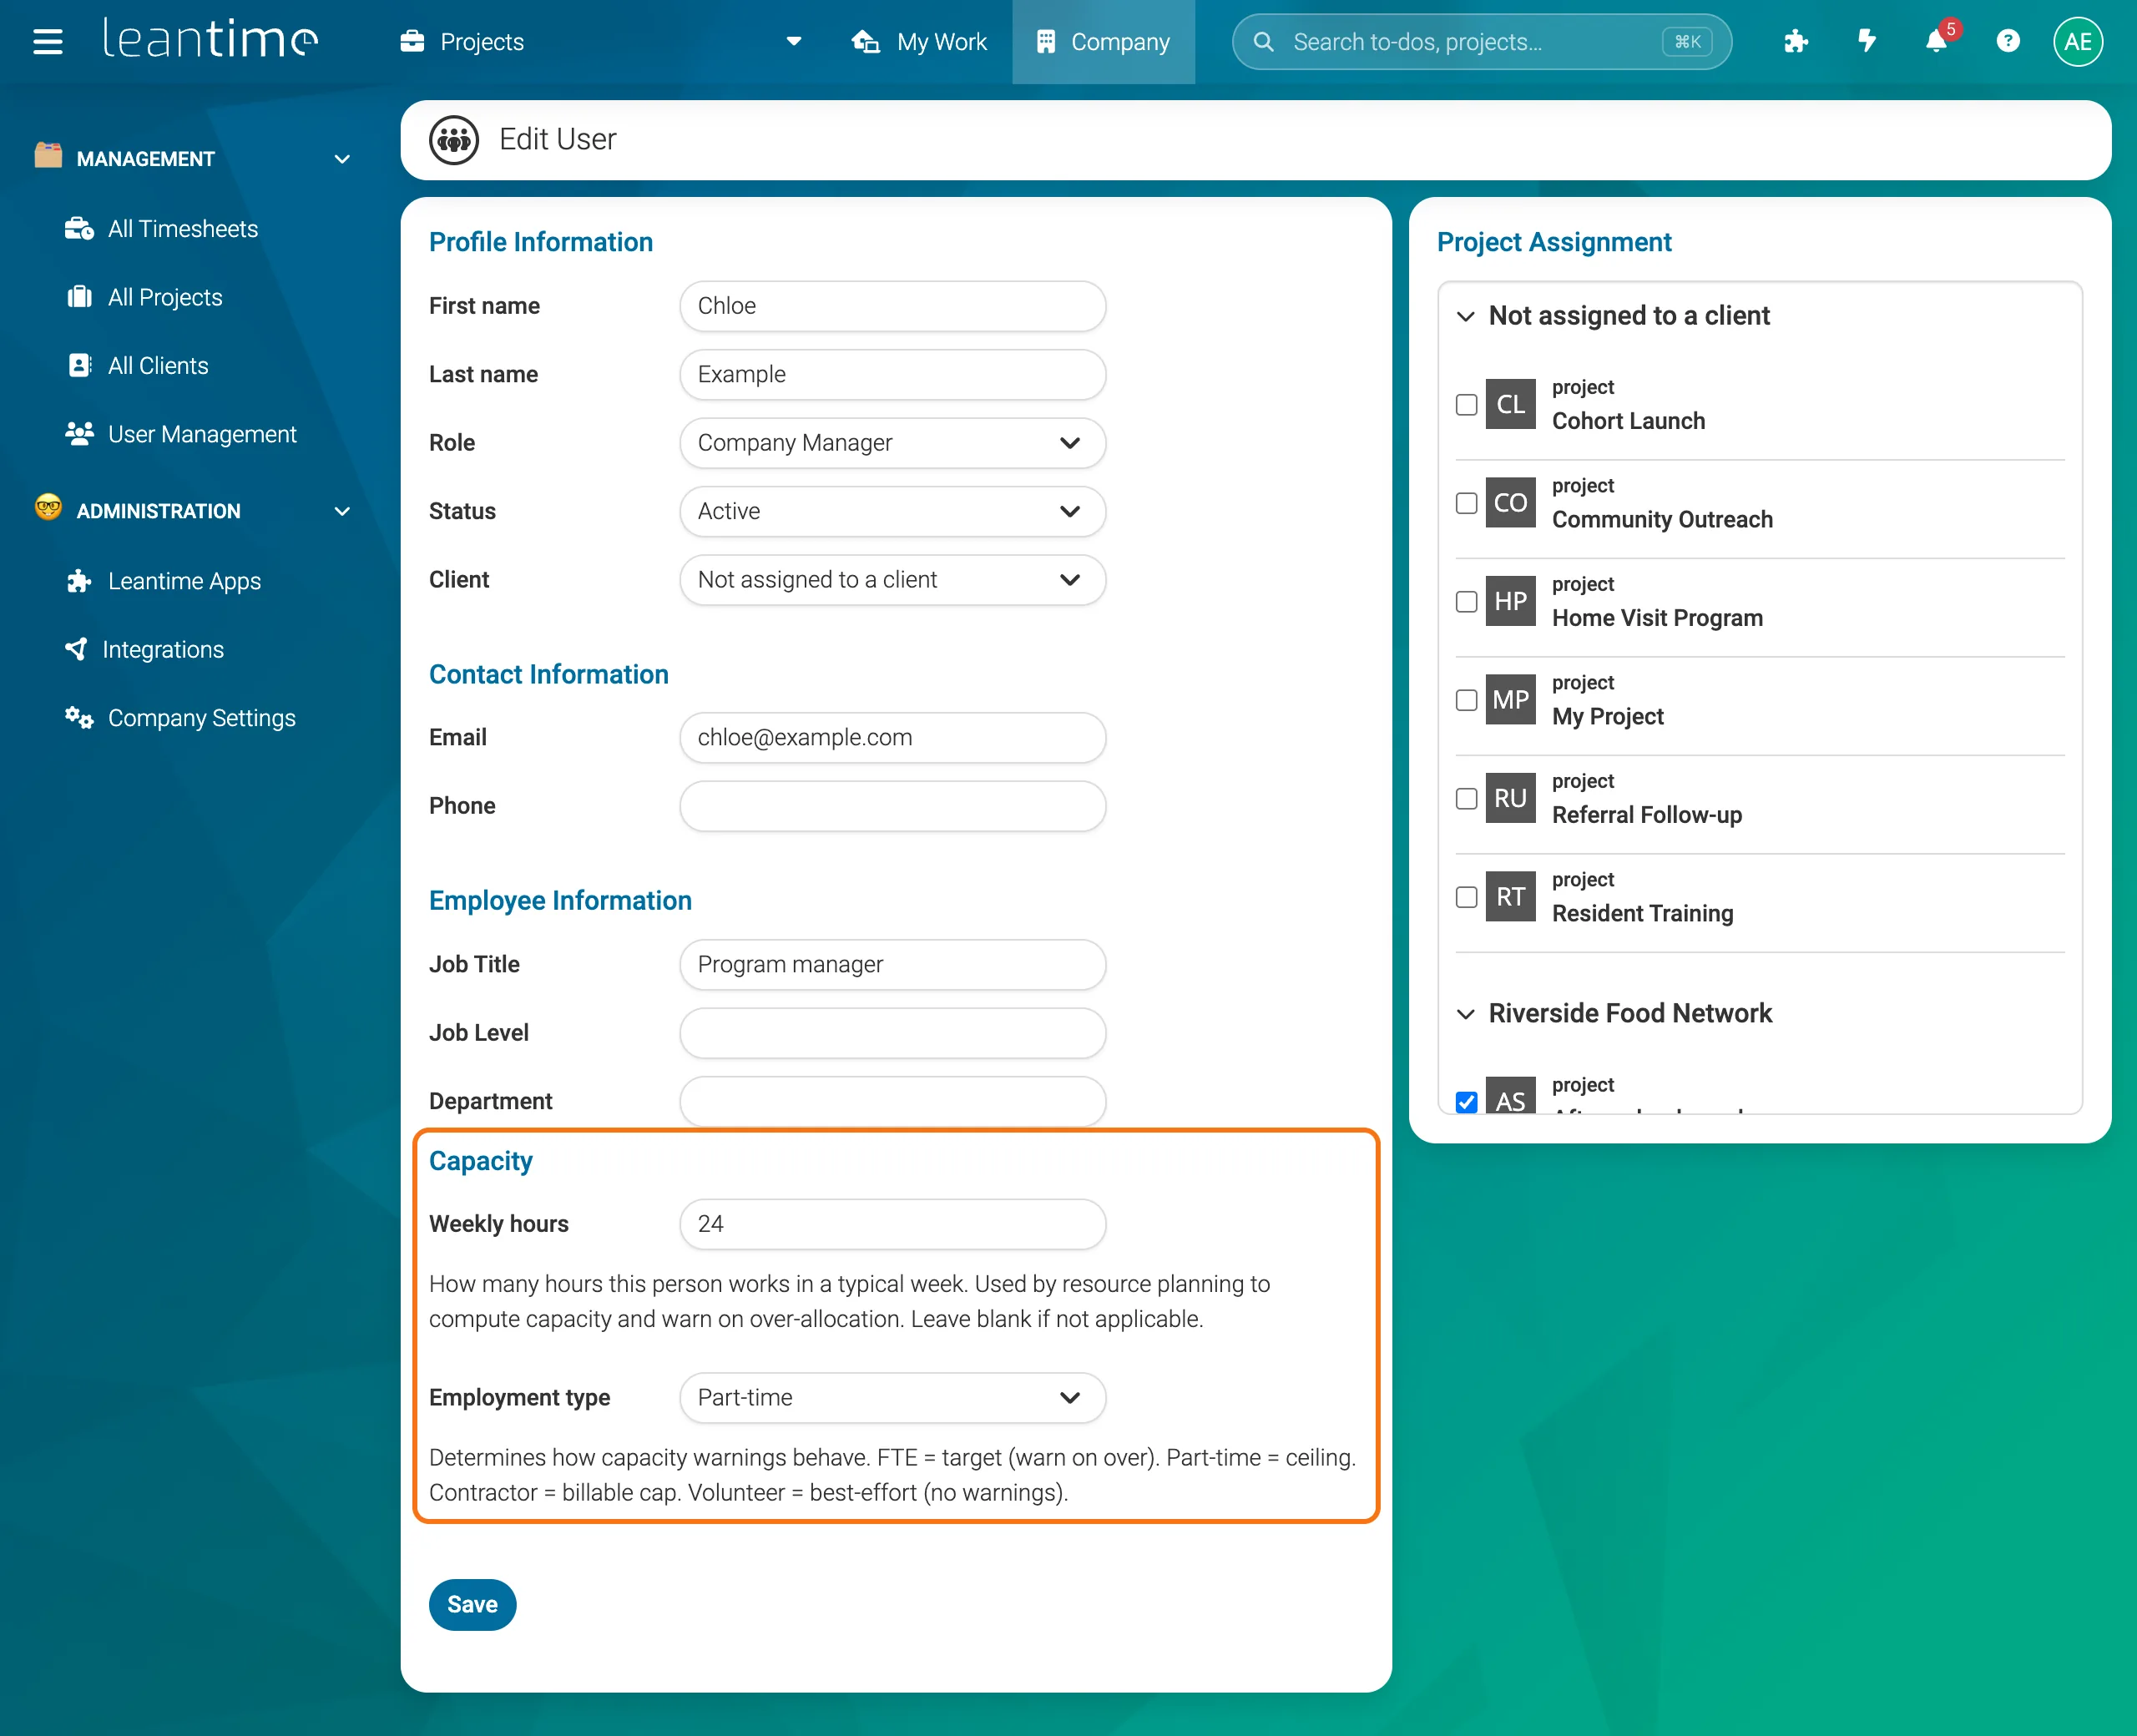 leantime
Projects
My Work
Company
Search to-dos, projects...
⌘K
5
?
AE
MANAGEMENT
All Timesheets
All Projects
All Clients
User Management
ADMINISTRATION
Leantime Apps
Integrations
Company Settings
Edit User
Profile Information
First name
Chloe
Last name
Example
Role
Company Manager
Status
Active
Client
Not assigned to a client
Contact Information
Email
chloe@example.com
Phone
Employee Information
Job Title
Program manager
Job Level
Department
Capacity
Weekly hours
24
How many hours this person works in a typical week. Used by resource planning to
compute capacity and warn on over-allocation. Leave blank if not applicable.
Employment type
Part-time
Determines how capacity warnings behave. FTE = target (warn on over). Part-time = ceiling.
Contractor = billable cap. Volunteer = best-effort (no warnings).
Save
Project Assignment
Not assigned to a client
CL
project
Cohort Launch
CO
project
Community Outreach
HP
project
Home Visit Program
MP
project
My Project
RU
project
Referral Follow-up
RT
project
Resident Training
Riverside Food Network
AS
project